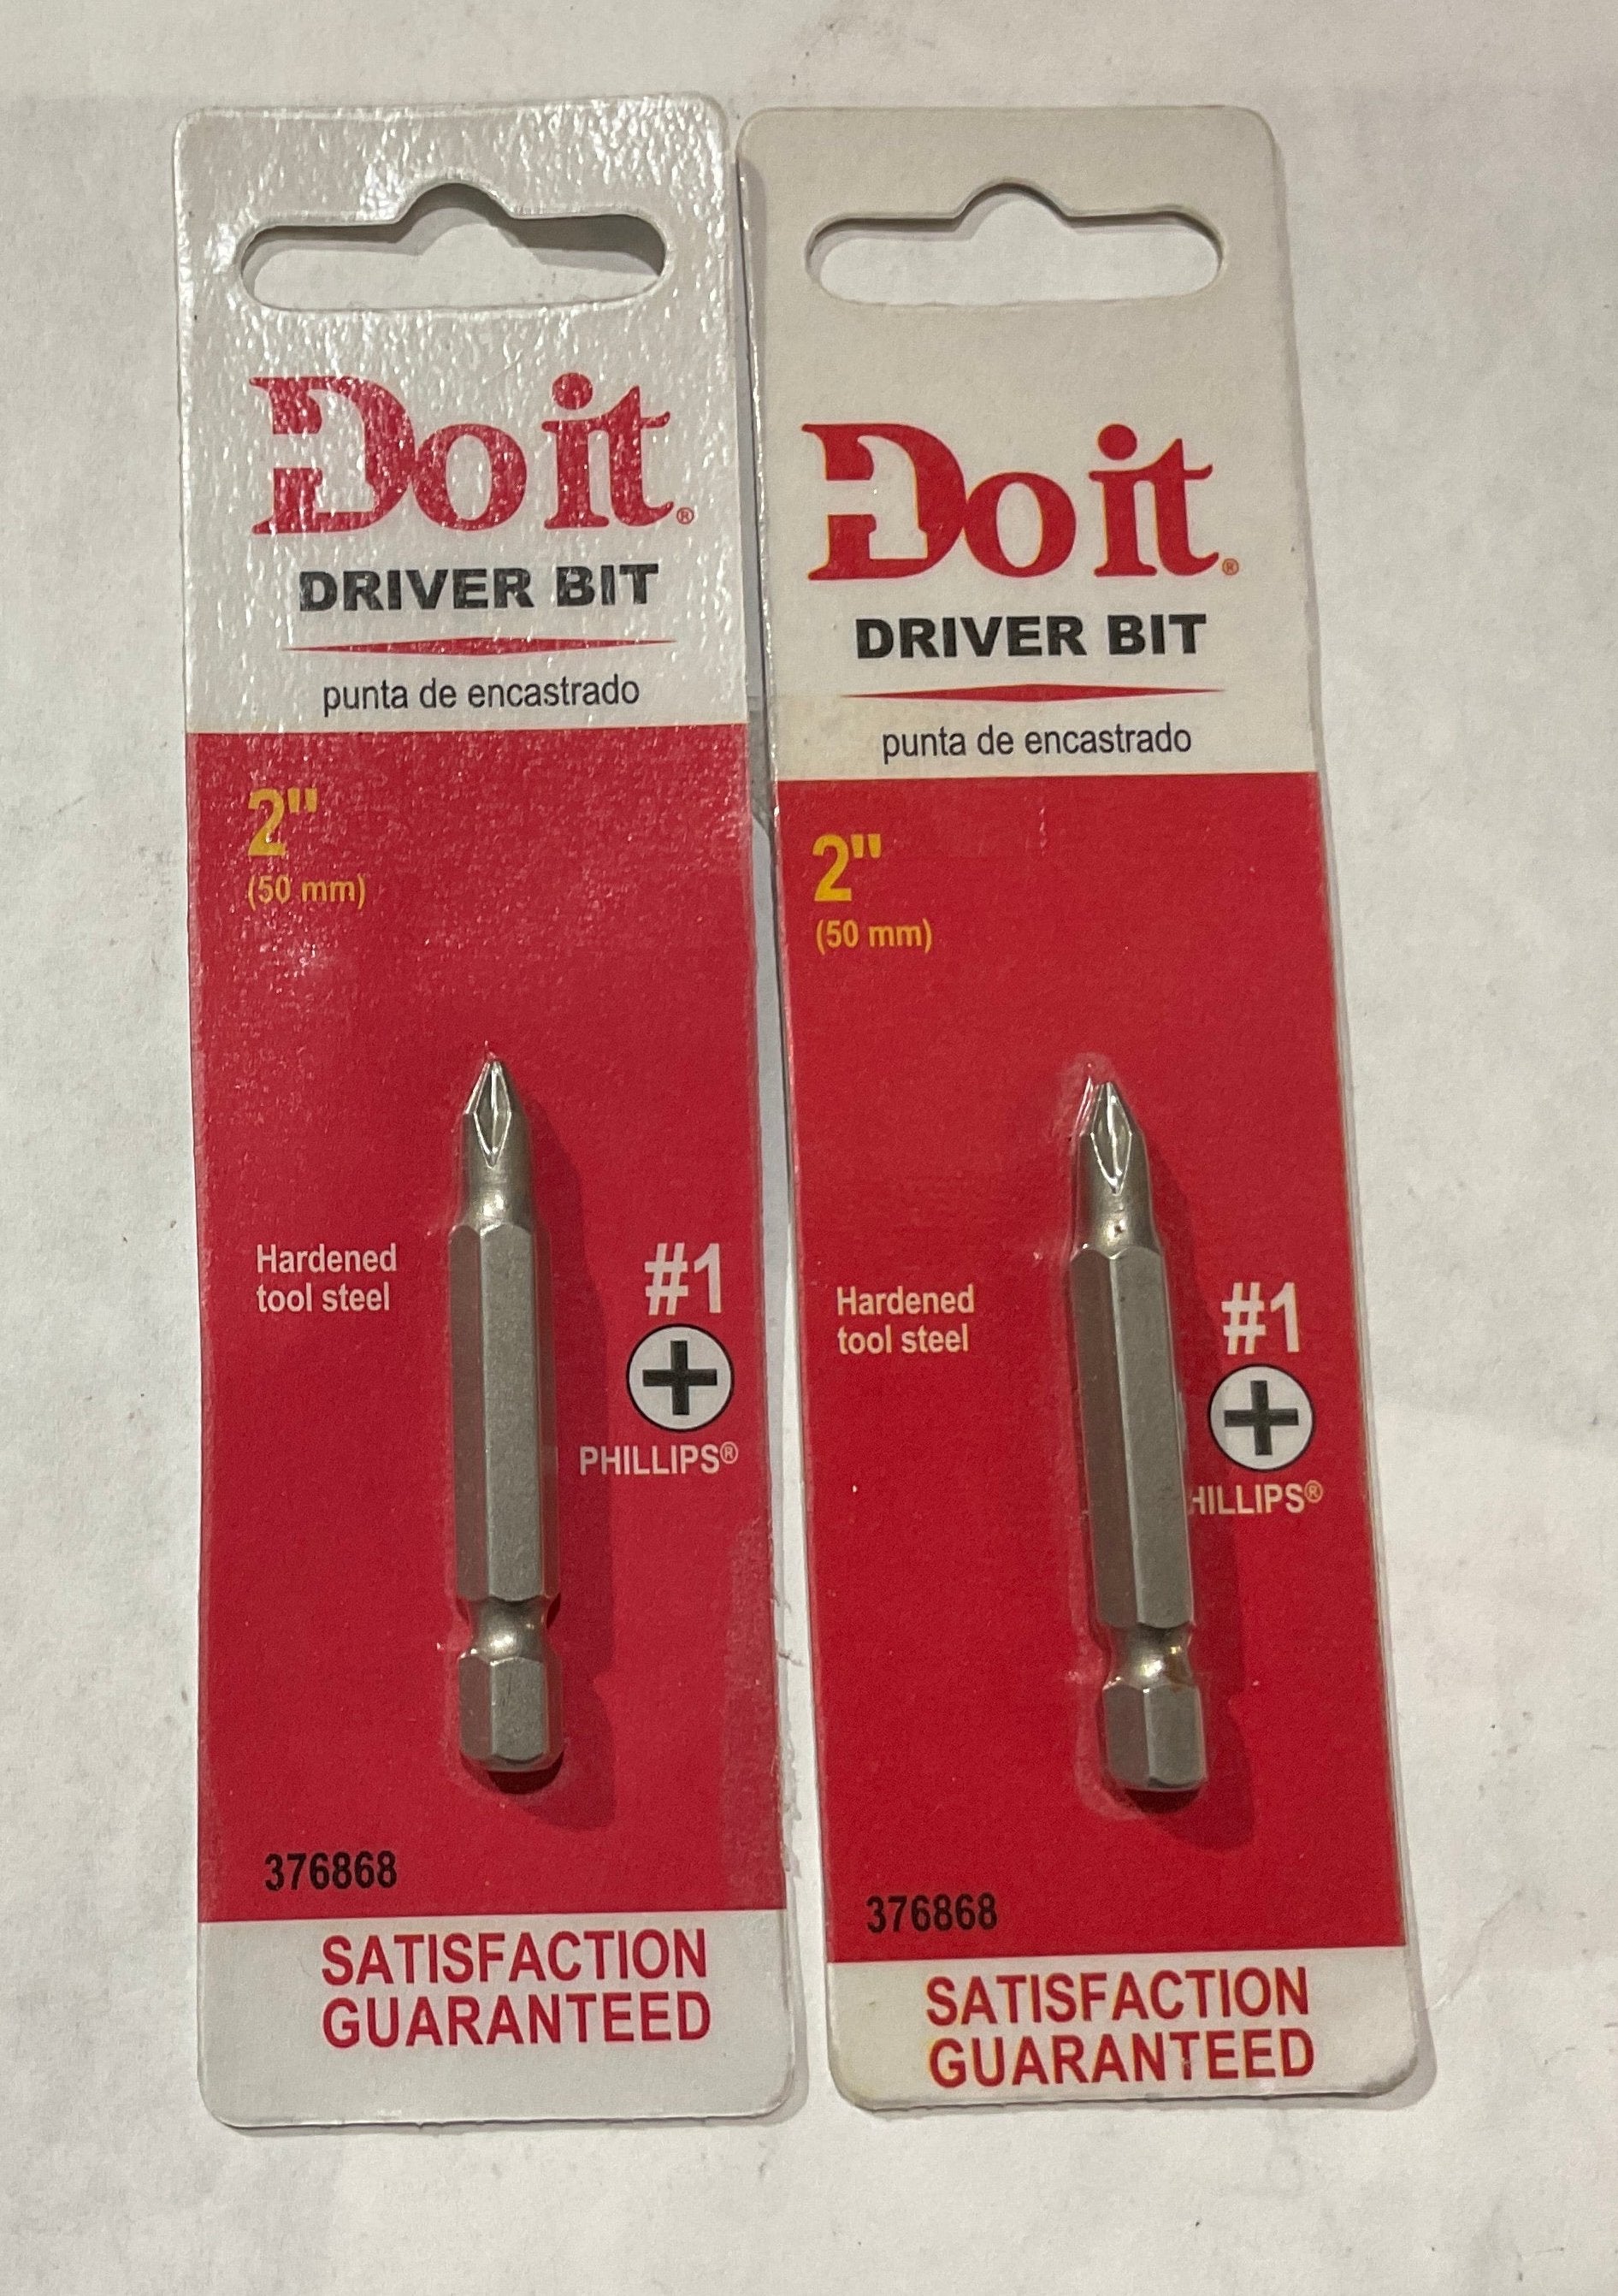 Do it®
DRIVER BIT
punta de encastrado
2"
(50 mm)
Hardened
tool steel
#1
PHILLIPS®
376868
SATISFACTION
GUARANTEED
Do it®
DRIVER BIT
punta de encastrado
2"
(50 mm)
Hardened
tool steel
#1
HILLIPS®
376868
SATISFACTION
GUARANTEED